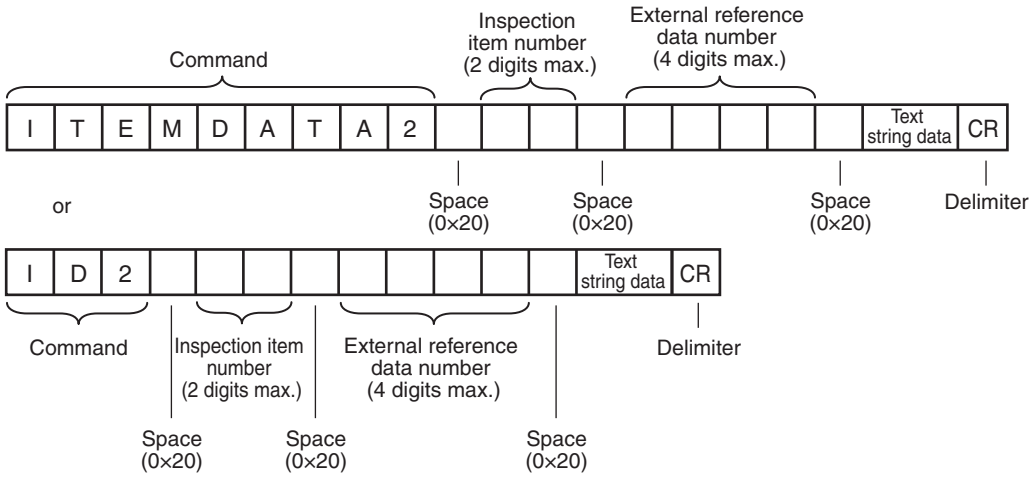 Command
Inspection
item number
(2 digits max.)
External reference
data number
(4 digits max.)
I T E M D A T A 2 Text string data CR
Space
(0×20)
Space
(0×20)
Space
(0×20)
Delimiter
or
I D 2 Text string data CR
Command
Inspection item
number
(2 digits max.)
External reference
data number
(4 digits max.)
Delimiter
Space
(0×20)
Space
(0×20)
Space
(0×20)